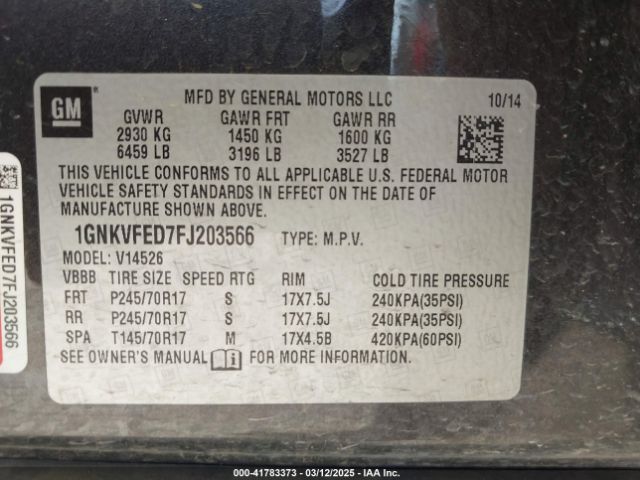 GM
®
MFD BY GENERAL MOTORS LLC 10/14
GVWR GAWR FRT GAWR RR
2930 KG 1450 KG 1600 KG
6459 LB 3196 LB 3527 LB
THIS VEHICLE CONFORMS TO ALL APPLICABLE U.S. FEDERAL MOTOR
VEHICLE SAFETY STANDARDS IN EFFECT ON THE DATE OF
MANUFACTURE SHOWN ABOVE.
1GNKVFED7FJ203566 TYPE: M.P.V.
MODEL: V14526
VBBB TIRE SIZE SPEED RTG RIM COLD TIRE PRESSURE
FRT P245/70R17 S 17X7.5J 240KPA(35PSI)
RR P245/70R17 S 17X7.5J 240KPA(35PSI)
SPA T145/70R17 M 17X4.5B 420KPA(60PSI)
SEE OWNER'S MANUAL FOR MORE INFORMATION.
1GNKVFED7FJ203566
000-41783373 - 03/12/2025 - IAA Inc.